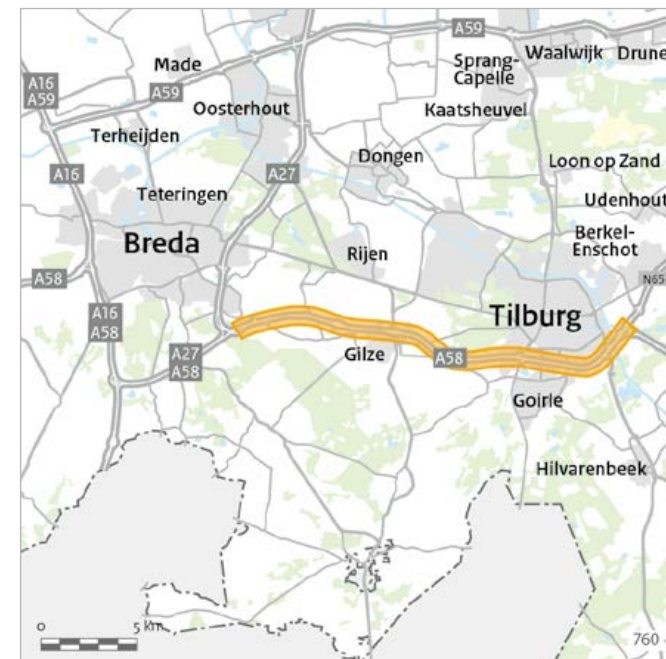 A59
Waalwijk
Drune
Sprang-
Capelle
Made
A16
A59
A59
Oosterhout
Kaatsheuvel
Terheijden
Dongen
Loon op Zand
A16
A27
Teteringen
Udenhout
Berkel-
Enschot
Breda
Rijen
A58
N65
A16
A58
Tilburg
Gilze
A58
A27
A58
Goirle
Hilvarenbeek
0
5 km
760